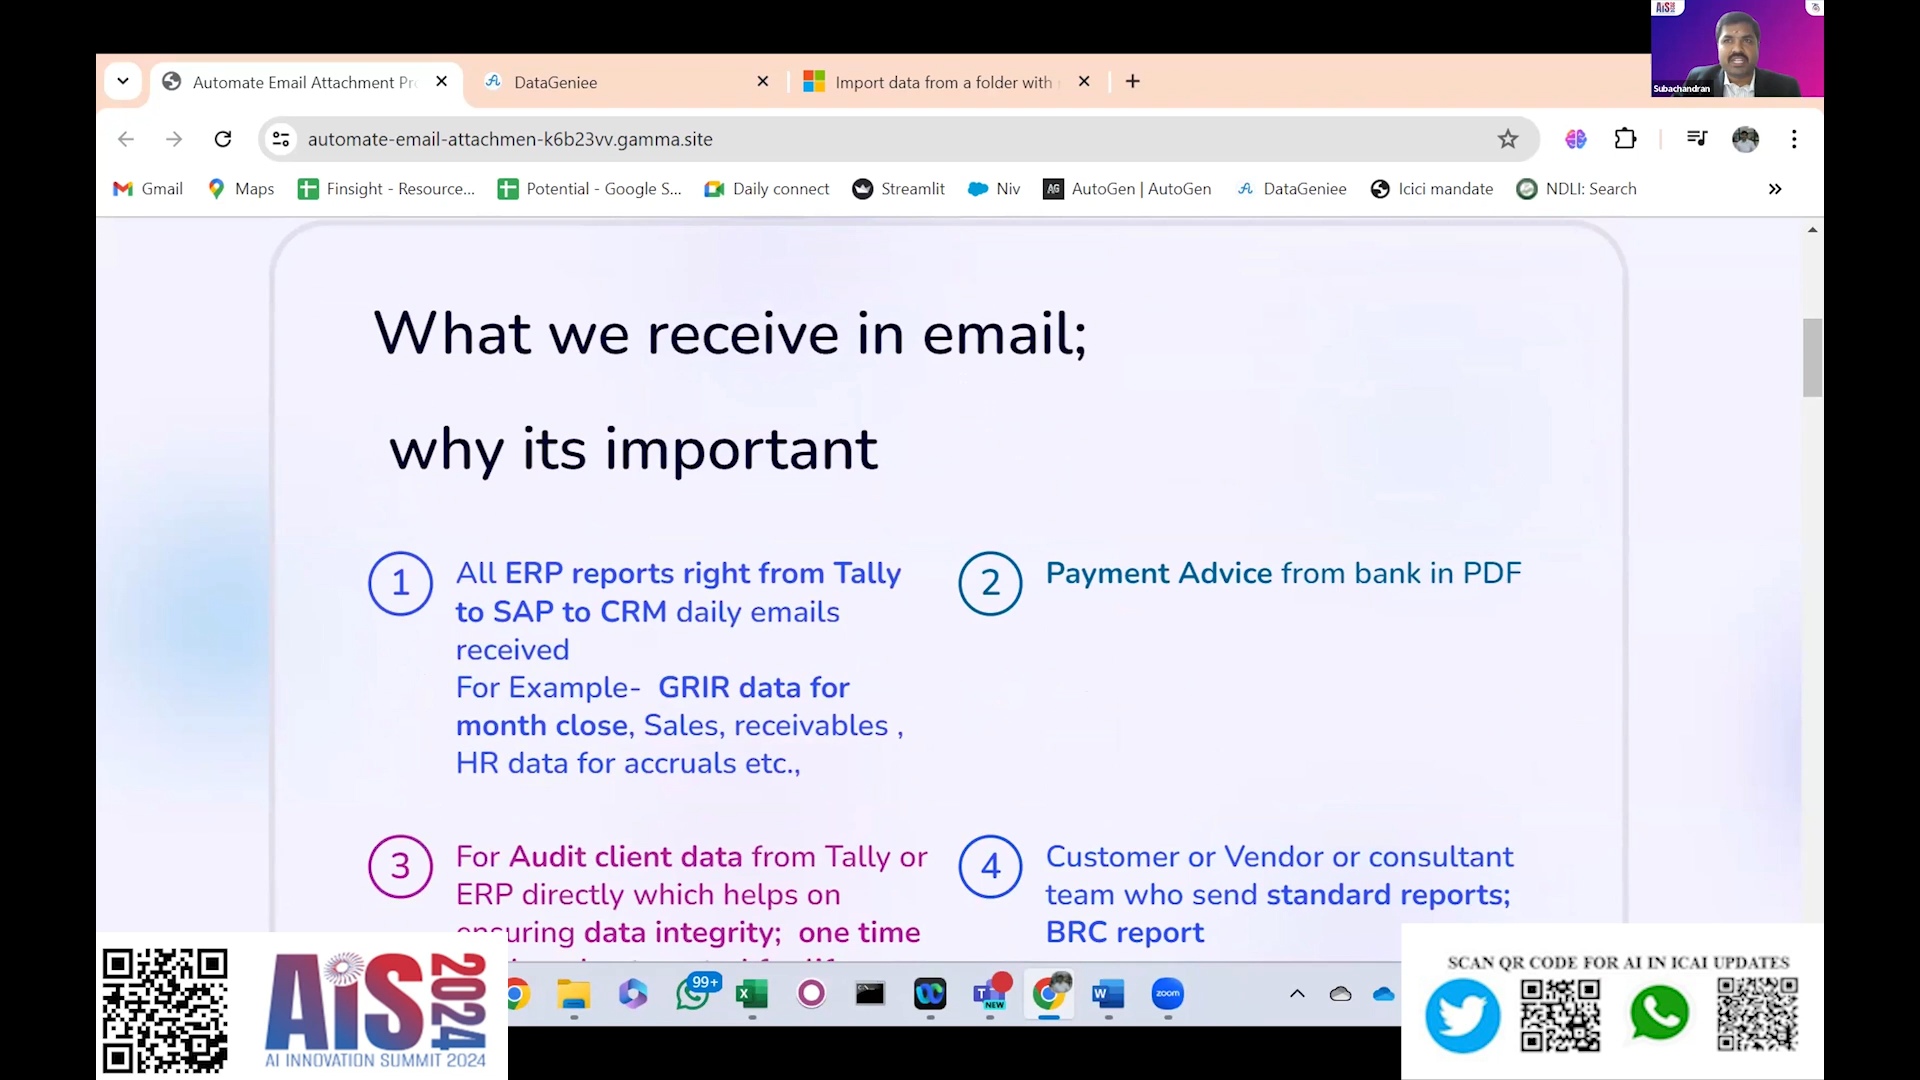 AiS
Subachandran
Automate Email Attachment Pr
DataGeniee
Import data from a folder with
automate-email-attachmen-k6b23vv.gamma.site
Gmail
Maps
Finsight - Resource...
Potential - Google S...
Daily connect
Streamlit
Niv
AG
AutoGen | AutoGen
DataGeniee
Icici mandate
NDLI: Search
What we receive in email;
why its important
1
All ERP reports right from Tally
to SAP to CRM daily emails
received
For Example- GRIR data for
month close, Sales, receivables ,
HR data for accruals etc.,
2
Payment Advice from bank in PDF
3
For Audit client data from Tally or
ERP directly which helps on
ensuring data integrity; one time
4
Customer or Vendor or consultant
team who send standard reports;
BRC report
AiS 2024
AI INNOVATION SUMMIT 2024
99+
NEW
zoom
SCAN QR CODE FOR AI IN ICAI UPDATES